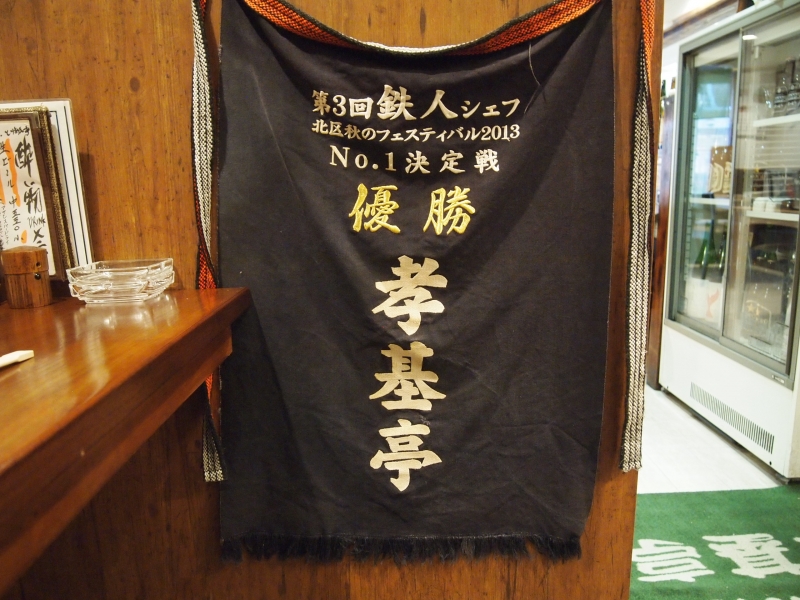 第3回鉄人シェフ
北区秋のフェスティバル2013
No.1決定戦
優勝
孝基亭